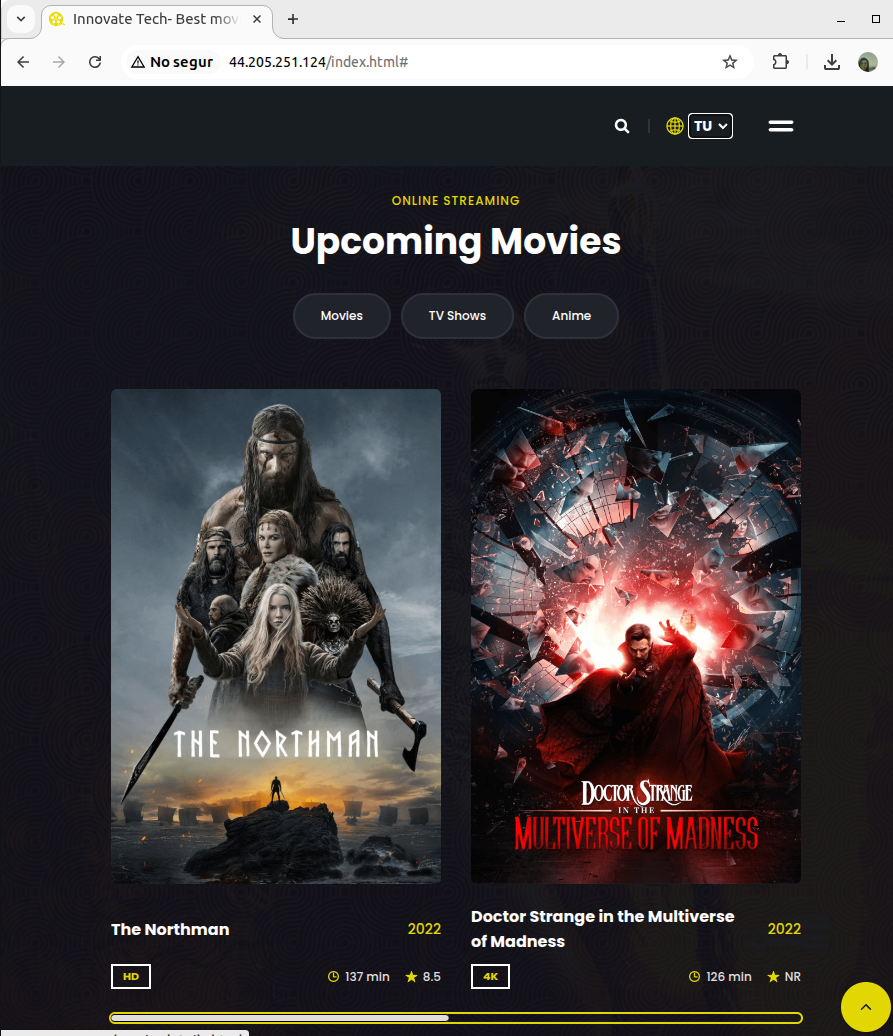 Innovate Tech- Best mov
No segur
44.205.251.124/index.html#
TU
ONLINE STREAMING
Upcoming Movies
Movies
TV Shows
Anime
THE NORTHMAN
DOCTOR STRANGE
IN THE
MULTIVERSE OF MADNESS
The Northman
2022
Doctor Strange in the Multiverse
of Madness
2022
HD
137 min
8.5
4K
126 min
NR